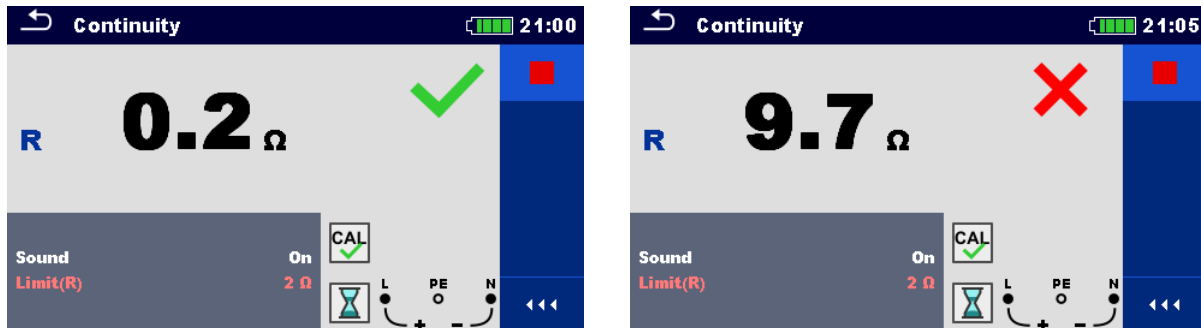 Continuity 21:00
R 0.2 Ω
CAL
Sound On
Limit(R) 2 Ω
L PE N
+ -
Continuity 21:05
R 9.7 Ω
CAL
Sound On
Limit(R) 2 Ω
L PE N
+ -